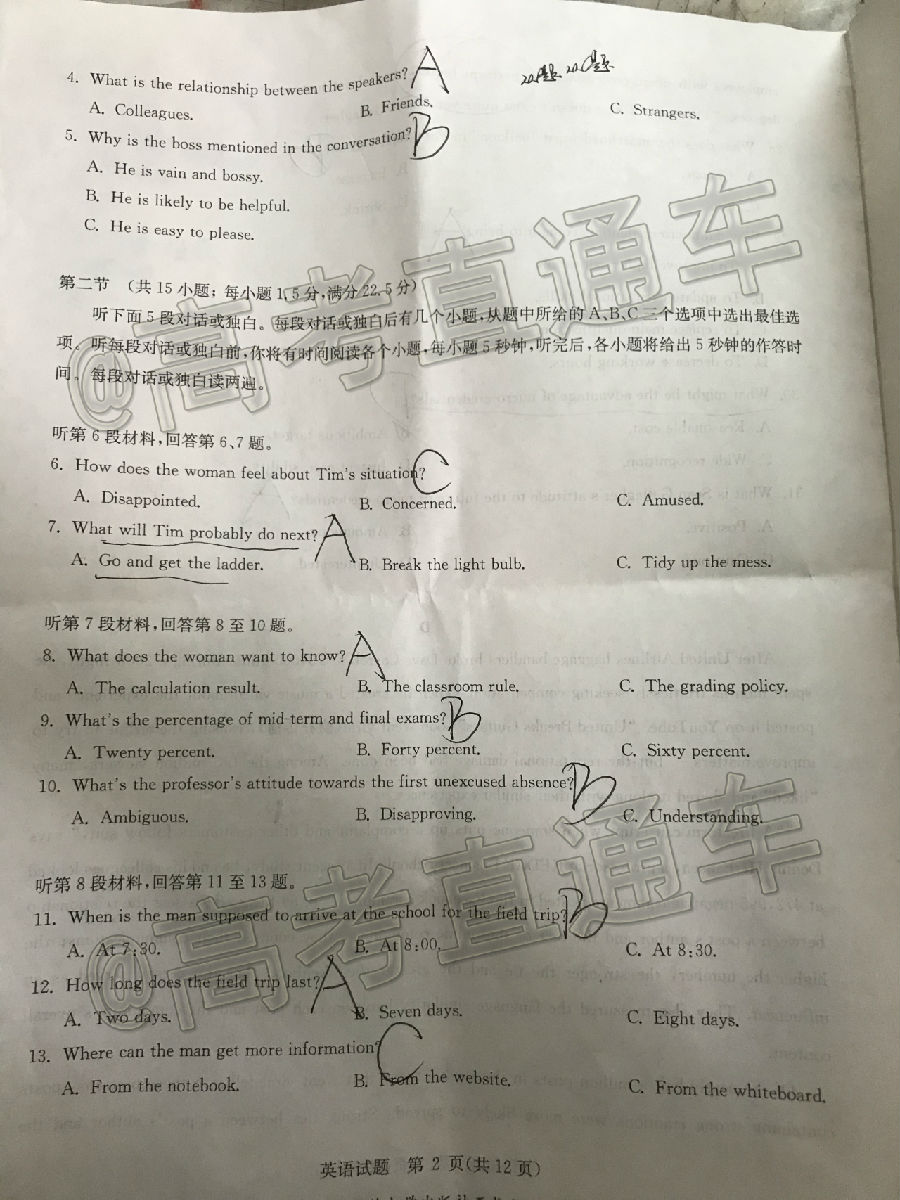 4. What is the relationship between the speakers? A
A. Colleagues. B. Friends. C. Strangers.
5. Why is the boss mentioned in the conversation? B
A. He is vain and bossy.
B. He is likely to be helpful.
C. He is easy to please.
第二节 (共15小题;每小题1.5分,满分22.5分)
听下面5段对话或独白。每段对话或独白后有几个小题,从题中所给的A、B、C三个选项中选出最佳选
项。听每段对话或独白前,你将有时间阅读各个小题,每小题5秒钟,听完后,各小题将给出5秒钟的作答时
间。每段对话或独白读两遍。
听第6段材料,回答第6、7题。
6. How does the woman feel about Tim's situation? C
A. Disappointed. B. Concerned. C. Amused.
7. What will Tim probably do next? A
A. Go and get the ladder. B. Break the light bulb. C. Tidy up the mess.
听第7段材料,回答第8至10题。
8. What does the woman want to know? A
A. The calculation result. B. The classroom rule. C. The grading policy.
9. What's the percentage of mid-term and final exams? B
A. Twenty percent. B. Forty percent. C. Sixty percent.
10. What's the professor's attitude towards the first unexcused absence? B
A. Ambiguous. B. Disapproving. C. Understanding.
听第8段材料,回答第11至13题。
11. When is the man supposed to arrive at the school for the field trip? B
A. At 7:30. B. At 8:00. C. At 8:30.
12. How long does the field trip last? A
A. Two days. B. Seven days. C. Eight days.
13. Where can the man get more information? C
A. From the notebook. B. From the website. C. From the whiteboard.
英语试题 第2页(共12页)
@高考直通车
@高考直通车